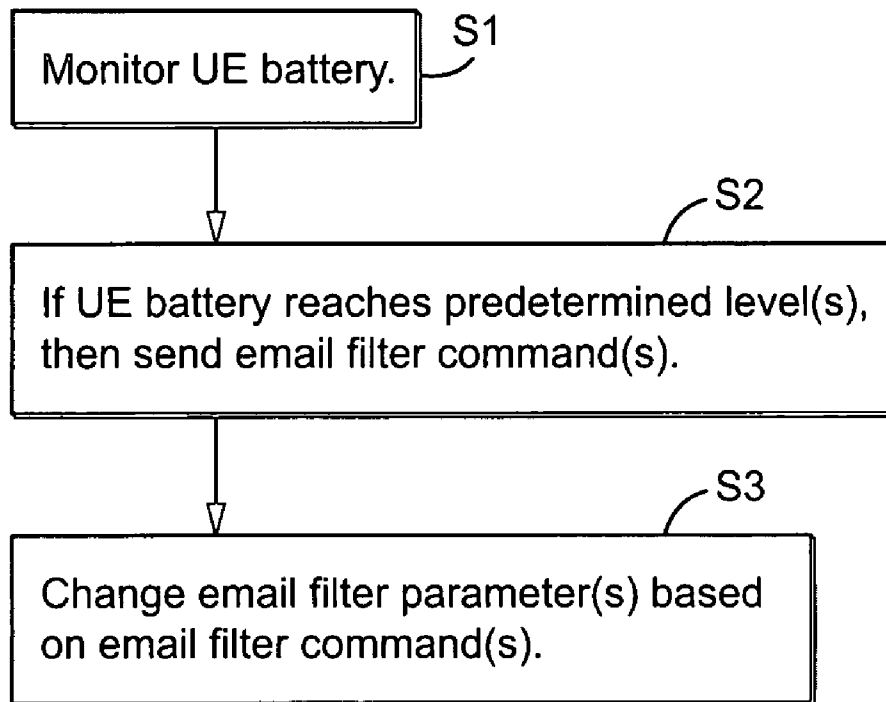 S1
Monitor UE battery.
S2
If UE battery reaches predetermined level(s),
then send email filter command(s).
S3
Change email filter parameter(s) based
on email filter command(s).